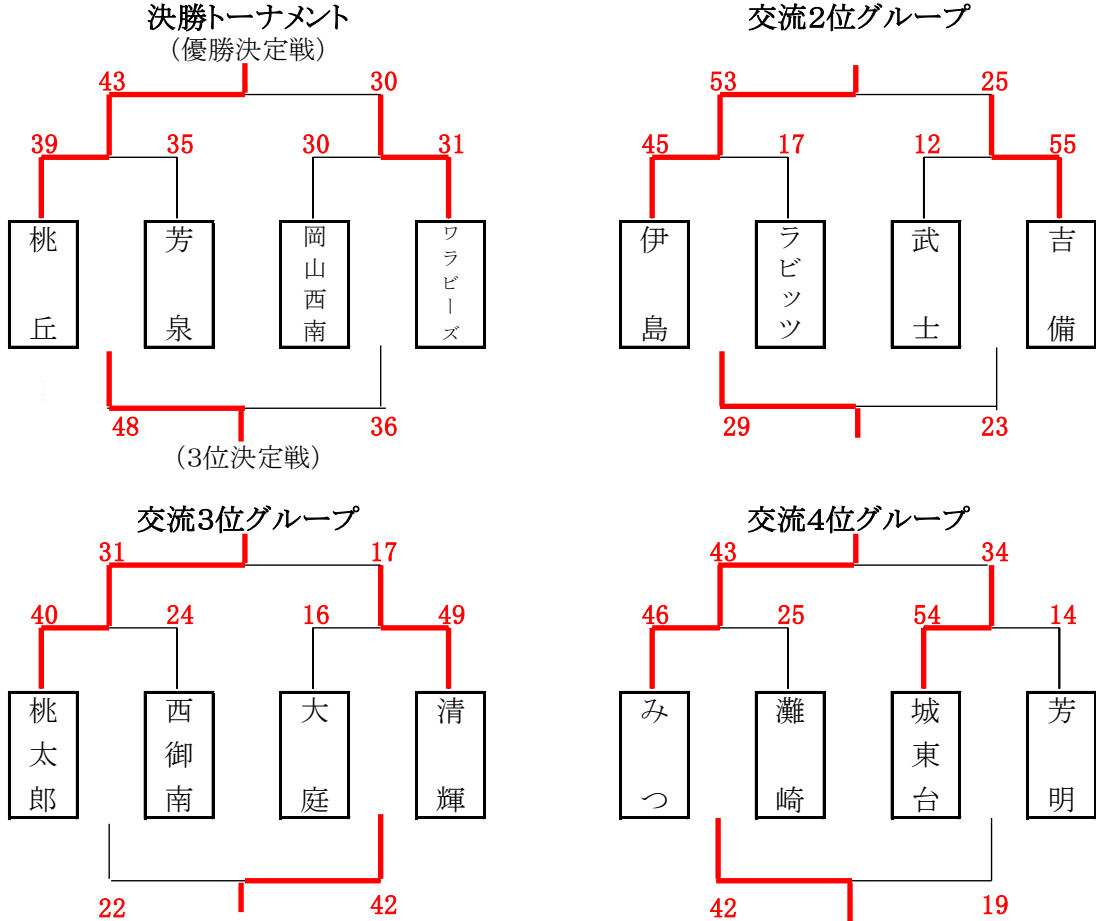 決勝トーナメント
(優勝決定戦)
43 30
39 35 30 31
桃丘 芳泉 岡山西南 ワラビーズ
48 36
(3位決定戦)
交流2位グループ
53 25
45 17 12 55
伊島 ラビッツ 武士 吉備
29 23
交流3位グループ
31 17
40 24 16 49
桃太郎 西御南 大庭 清輝
22 42
交流4位グループ
43 34
46 25 54 14
みつ 灘崎 城東台 芳明
42 19